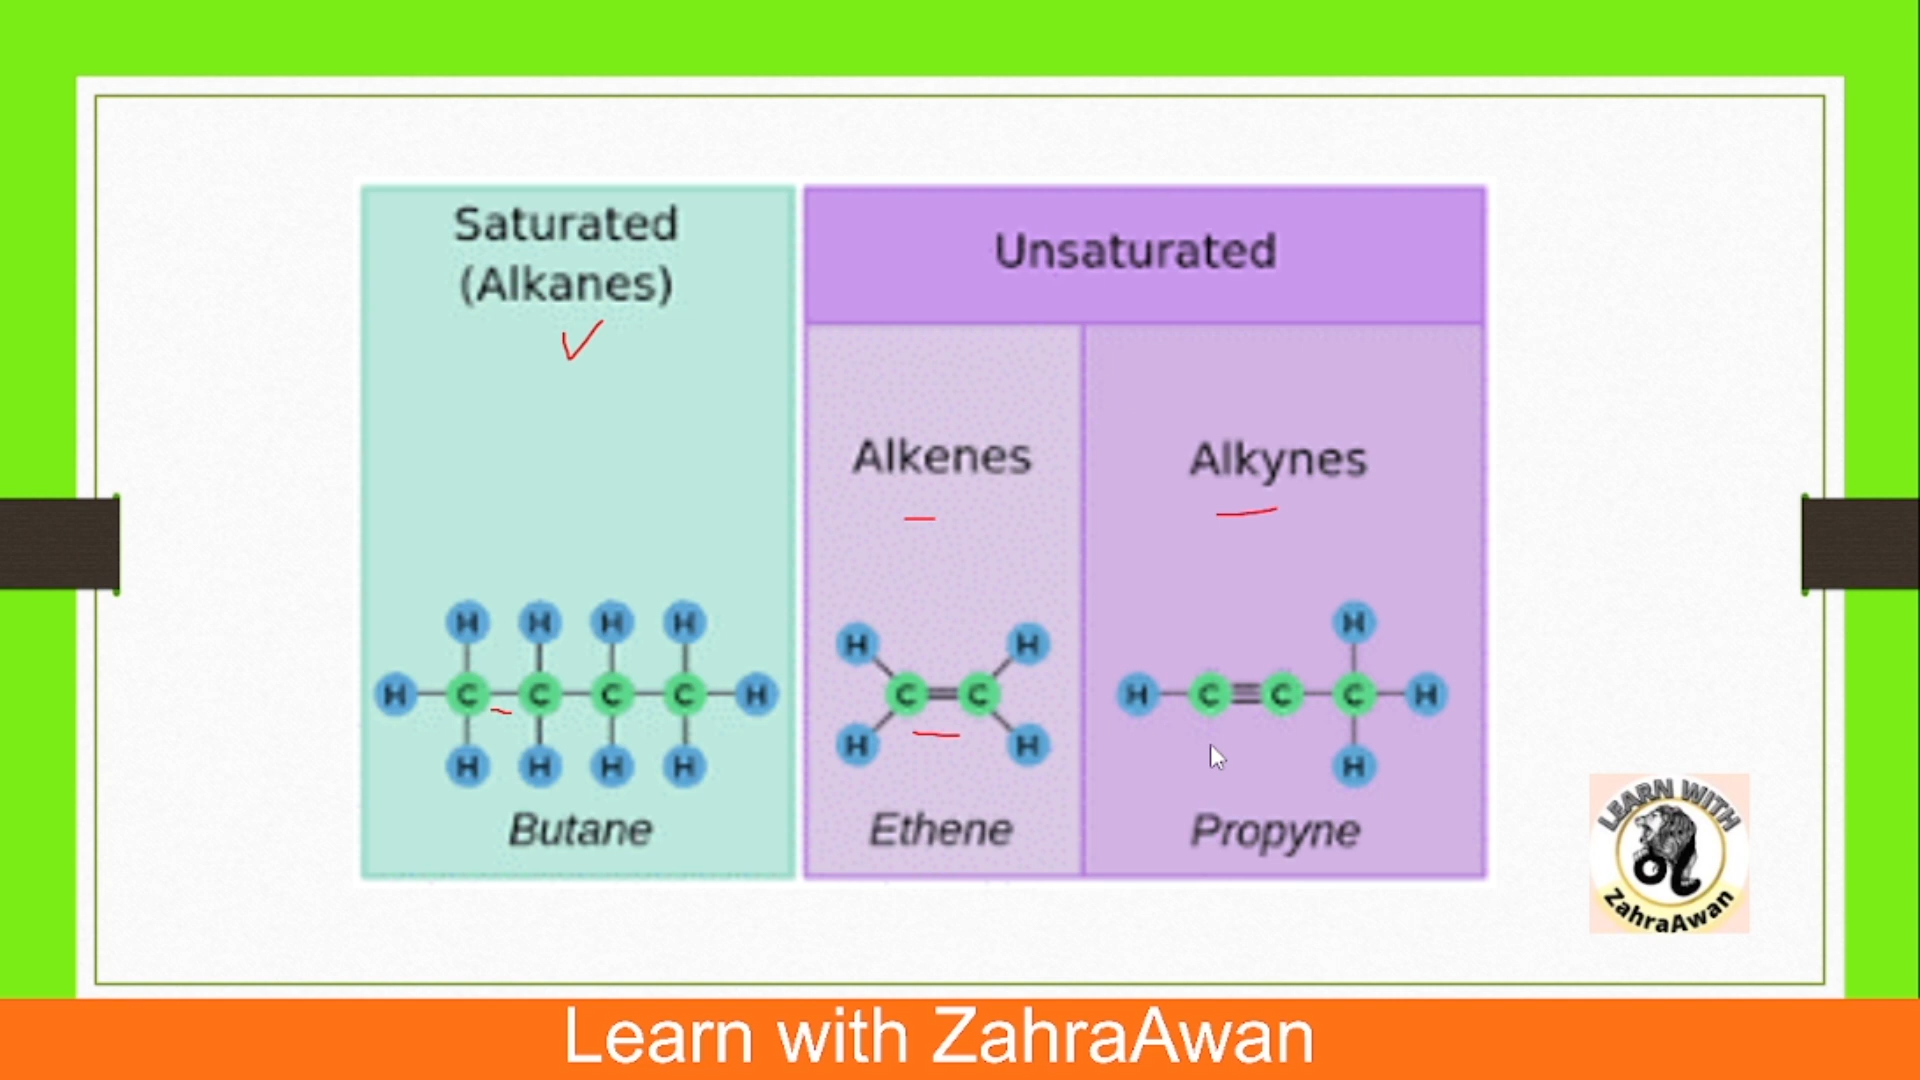 Saturated
(Alkanes)
Unsaturated
Alkenes
Alkynes
H H H H
H C C C C H
H H H H
Butane
H H
C C
H H
Ethene
H
H C C C H
H
Propyne
LEARN WITH
ZahraAwan
Learn with ZahraAwan